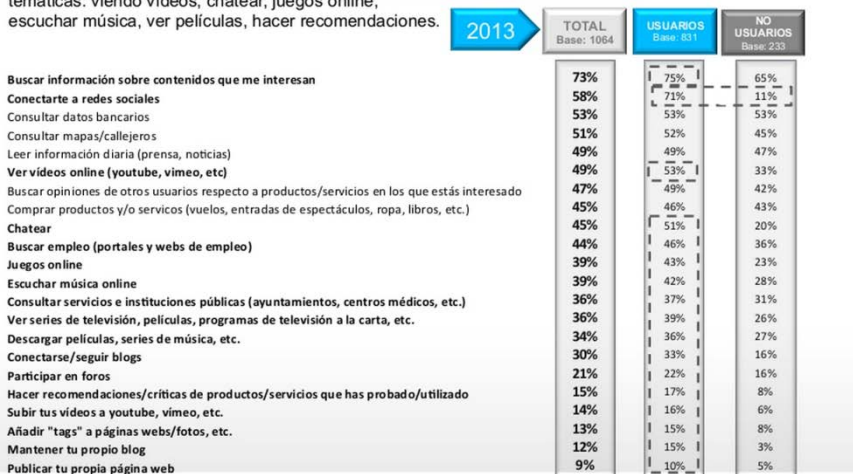 temáticas: viendo vídeos, chatear, juegos online,
escuchar música, ver películas, hacer recomendaciones.
2013
TOTAL
Base: 1064
USUARIOS
Base: 831
NO
USUARIOS
Base: 233
Buscar información sobre contenidos que me interesan 73% 75% 65%
Conectarte a redes sociales 58% 71% 11%
Consultar datos bancarios 53% 53% 53%
Consultar mapas/callejeros 51% 52% 45%
Leer información diaria (prensa, noticias) 49% 49% 47%
Ver vídeos online (youtube, vimeo, etc) 49% 53% 33%
Buscar opiniones de otros usuarios respecto a productos/servicios en los que estás interesado 47% 49% 42%
Comprar productos y/o servicos (vuelos, entradas de espectáculos, ropa, libros, etc.) 45% 46% 43%
Chatear 45% 51% 20%
Buscar empleo (portales y webs de empleo) 44% 46% 36%
Juegos online 39% 43% 23%
Escuchar música online 39% 42% 28%
Consultar servicios e instituciones públicas (ayuntamientos, centros médicos, etc.) 36% 37% 31%
Ver series de televisión, películas, programas de televisión a la carta, etc. 36% 39% 26%
Descargar películas, series de música, etc. 34% 36% 27%
Conectarse/seguir blogs 30% 33% 16%
Participar en foros 21% 22% 16%
Hacer recomendaciones/críticas de productos/servicios que has probado/utilizado 15% 17% 8%
Subir tus vídeos a youtube, vímeo, etc. 14% 16% 6%
Añadir "tags" a páginas webs/fotos, etc. 13% 15% 8%
Mantener tu propio blog 12% 15% 3%
Publicar tu propia página web 9% 10% 5%